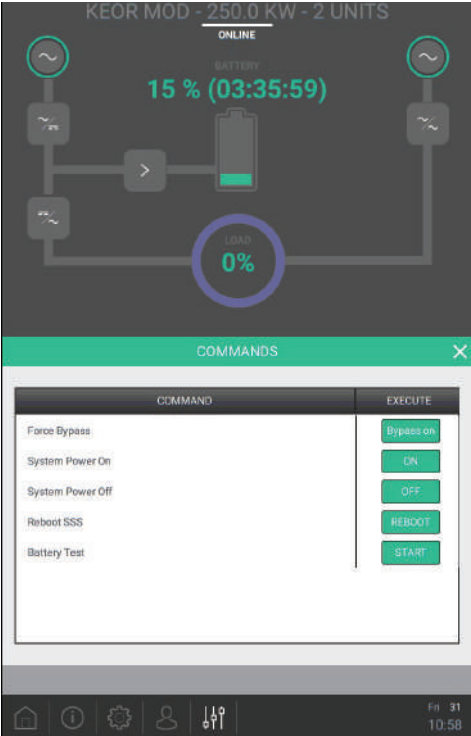 KEOR MOD - 250.0 KW - 2 UNITS
ONLINE
BATTERY
15 % (03:35:59)
LOAD
0%
COMMANDS
COMMAND EXECUTE
Force Bypass Bypass on
System Power On ON
System Power Off OFF
Reboot SSS REBOOT
Battery Test START
Fri 31
10:58